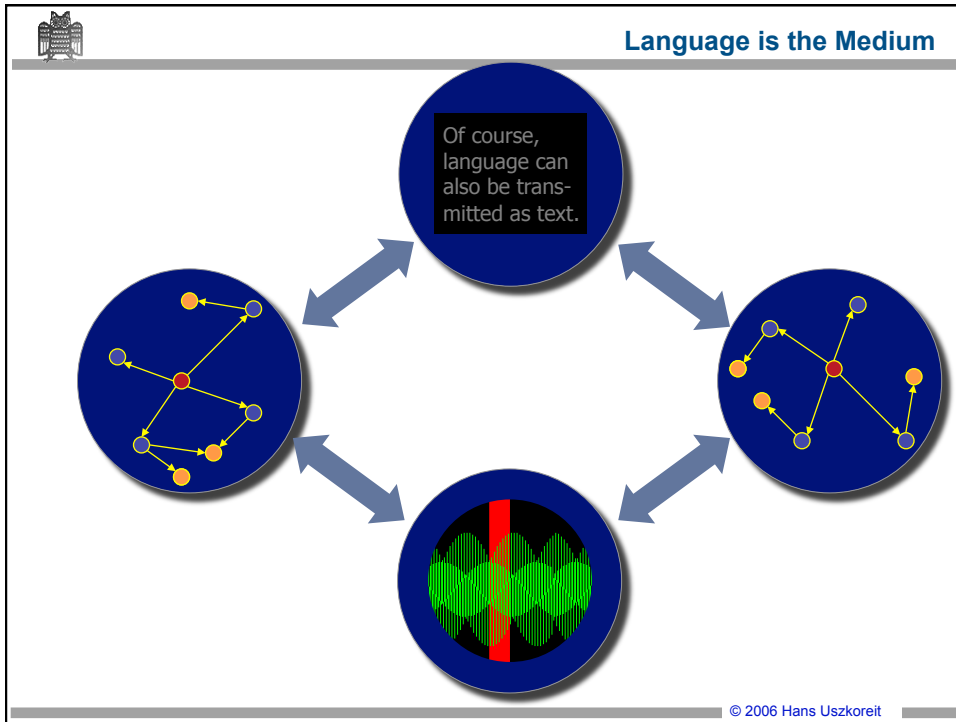 Language is the Medium
Of course,
language can
also be trans-
mitted as text.
© 2006 Hans Uszkoreit